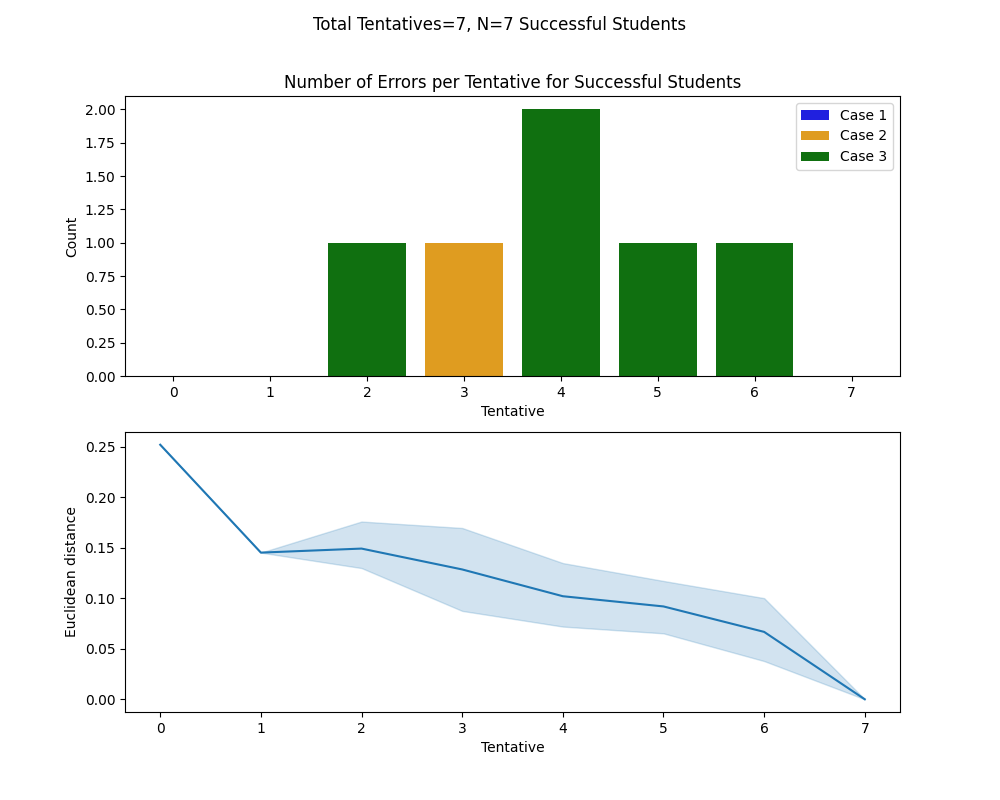 Total Tentatives=7, N=7 Successful Students
Number of Errors per Tentative for Successful Students
2.00
1.75
1.50
1.25
1.00
0.75
0.50
0.25
0.00
Count
Case 1
Case 2
Case 3
0 1 2 3 4 5 6 7
Tentative
0.25
0.20
0.15
0.10
0.05
0.00
Euclidean distance
0 1 2 3 4 5 6 7
Tentative